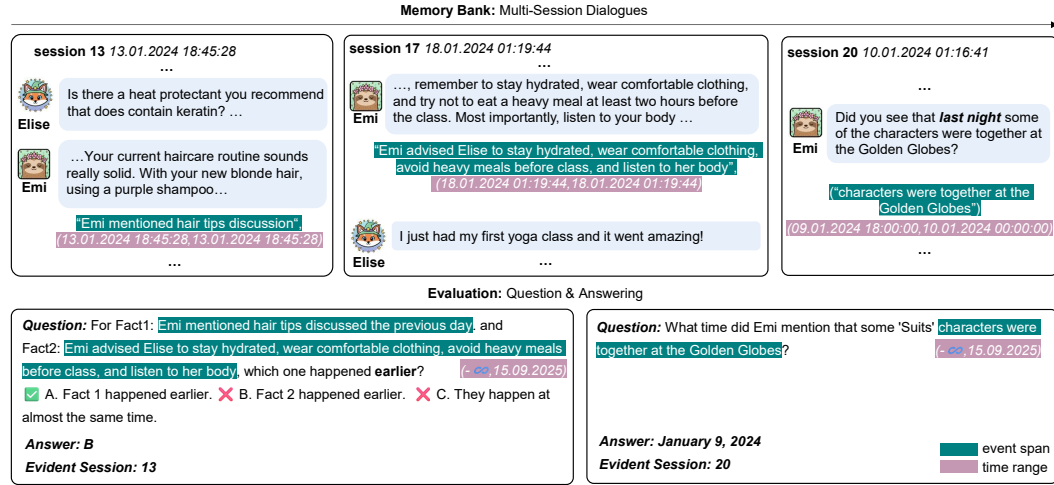 Memory Bank: Multi-Session Dialogues
session 13 13.01.2024 18:45:28
...
Is there a heat protectant you recommend
that does contain keratin? ...
Elise
...Your current haircare routine sounds
really solid. With your new blonde hair,
using a purple shampoo...
Emi
"Emi mentioned hair tips discussion",
(13.01.2024 18:45:28,13.01.2024 18:45:28)
...
session 17 18.01.2024 01:19:44
...
..., remember to stay hydrated, wear comfortable clothing,
and try not to eat a heavy meal at least two hours before
the class. Most importantly, listen to your body ...
Emi
"Emi advised Elise to stay hydrated, wear comfortable clothing,
avoid heavy meals before class, and listen to her body",
(18.01.2024 01:19:44,18.01.2024 01:19:44)
I just had my first yoga class and it went amazing!
Elise
...
session 20 10.01.2024 01:16:41
...
Did you see that last night some
of the characters were together at
the Golden Globes?
Emi
("characters were together at the
Golden Globes")
(09.01.2024 18:00:00,10.01.2024 00:00:00)
...
Evaluation: Question & Answering
Question: For Fact1: Emi mentioned hair tips discussed the previous day. and
Fact2: Emi advised Elise to stay hydrated, wear comfortable clothing, avoid heavy meals
before class, and listen to her body, which one happened earlier? (-∞,15.09.2025)
✅ A. Fact 1 happened earlier. ❌ B. Fact 2 happened earlier. ❌ C. They happen at
almost the same time.
Answer: B
Evident Session: 13
Question: What time did Emi mention that some 'Suits' characters were
together at the Golden Globes? (-∞,15.09.2025)
Answer: January 9, 2024
Evident Session: 20
event span
time range